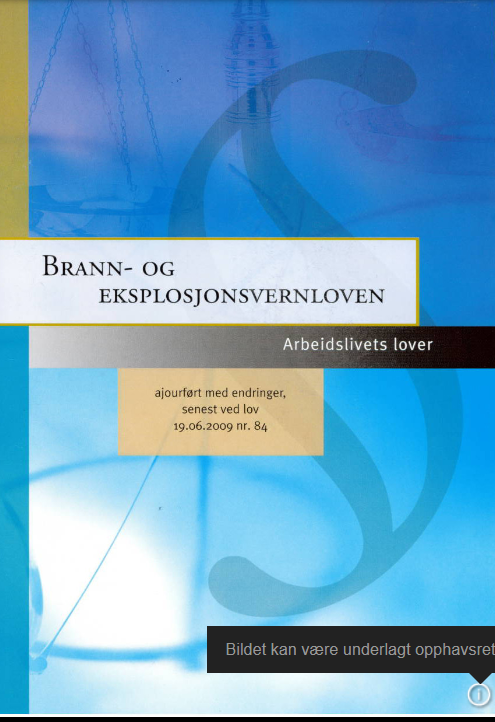 BRANN- OG
EKSPLOSJONSVERNLOVEN
Arbeidslivets lover
ajourført med endringer,
senest ved lov
19.06.2009 nr. 84
Bildet kan være underlagt opphavsret